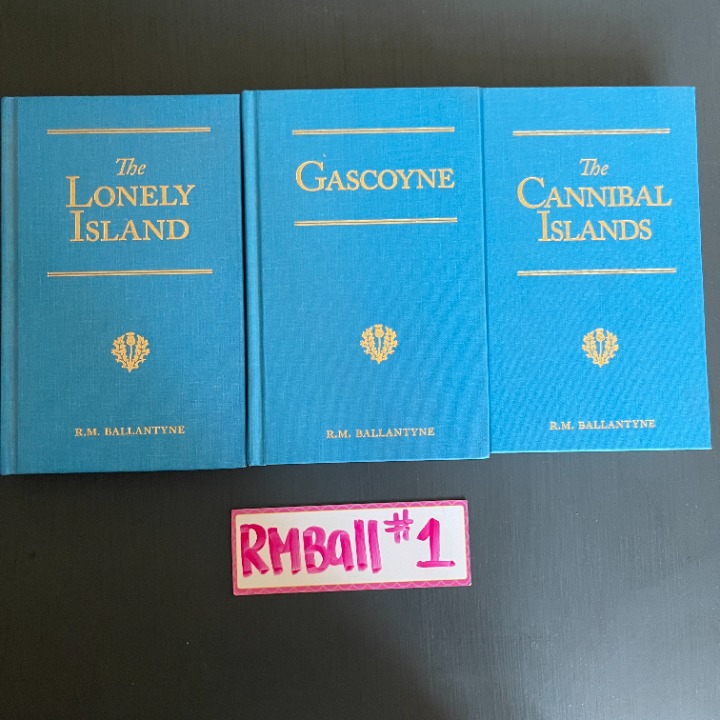 The
LONELY
ISLAND
R.M. BALLANTYNE
GASCOYNE
R.M. BALLANTYNE
The
CANNIBAL
ISLANDS
R.M. BALLANTYNE
RMBall #1